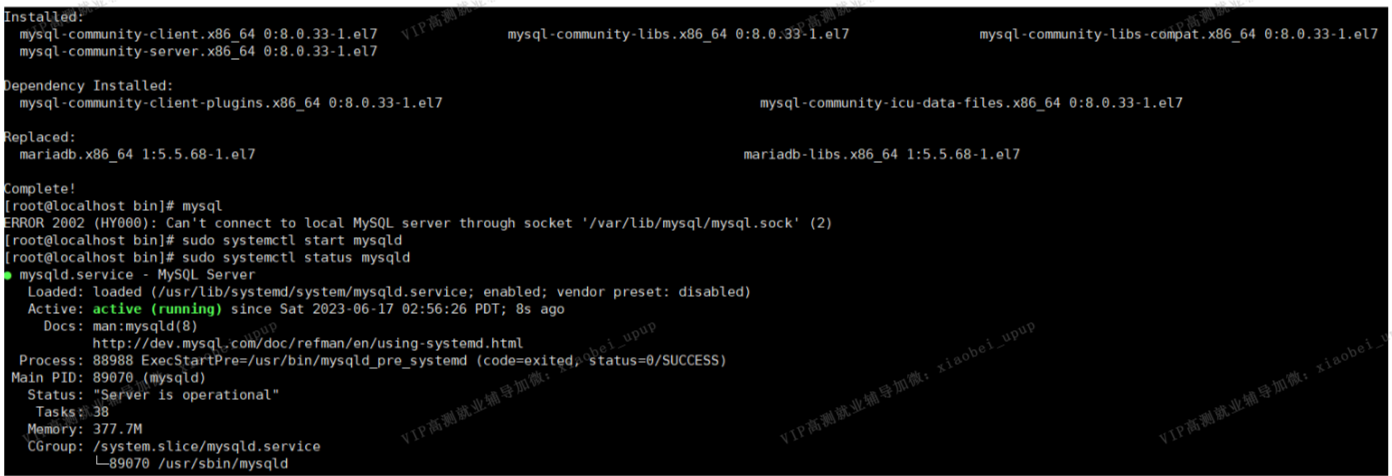 Installed:
mysql-community-client.x86_64 0:8.0.33-1.el7 mysql-community-libs.x86_64 0:8.0.33-1.el7 mysql-community-libs-compat.x86_64 0:8.0.33-1.el7
mysql-community-server.x86_64 0:8.0.33-1.el7
Dependency Installed:
mysql-community-client-plugins.x86_64 0:8.0.33-1.el7 mysql-community-icu-data-files.x86_64 0:8.0.33-1.el7
Replaced:
mariadb.x86_64 1:5.5.68-1.el7 mariadb-libs.x86_64 1:5.5.68-1.el7
Complete!
[root@localhost bin]# mysql
ERROR 2002 (HY000): Can't connect to local MySQL server through socket '/var/lib/mysql/mysql.sock' (2)
[root@localhost bin]# sudo systemctl start mysqld
[root@localhost bin]# sudo systemctl status mysqld
● mysqld.service - MySQL Server
Loaded: loaded (/usr/lib/systemd/system/mysqld.service; enabled; vendor preset: disabled)
Active: active (running) since Sat 2023-06-17 02:56:26 PDT; 8s ago
Docs: man:mysqld(8)
http://dev.mysql.com/doc/refman/en/using-systemd.html
Process: 88988 ExecStartPre=/usr/bin/mysqld_pre_systemd (code=exited, status=0/SUCCESS)
Main PID: 89070 (mysqld)
Status: "Server is operational"
Tasks: 38
Memory: 377.7M
CGroup: /system.slice/mysqld.service
└─89070 /usr/sbin/mysqld
VIP高测就业辅导加微：xiaobei_upup
VIP高测就业辅导加微：xiaobei_upup
VIP高测就业辅导加微：xiaobei_u